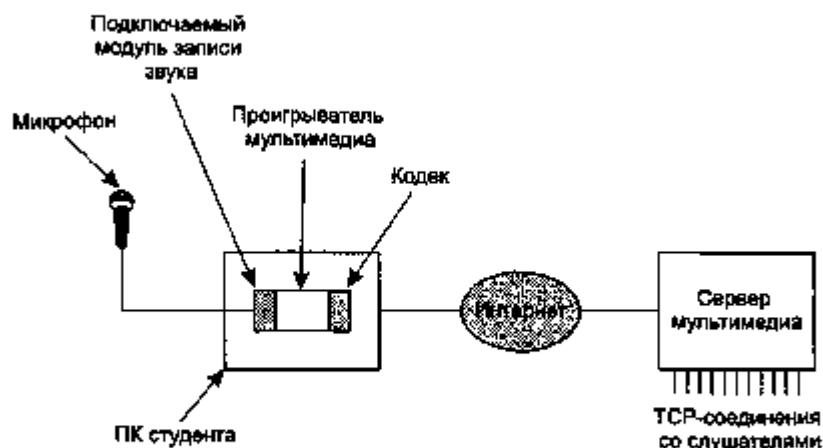 Подключаемый
модуль записи
звука
Микрофон
Проигрыватель
мультимедиа
Кодек
Интернет
Сервер
мультимедиа
ПК студента
TCP-соединения
со слушателями